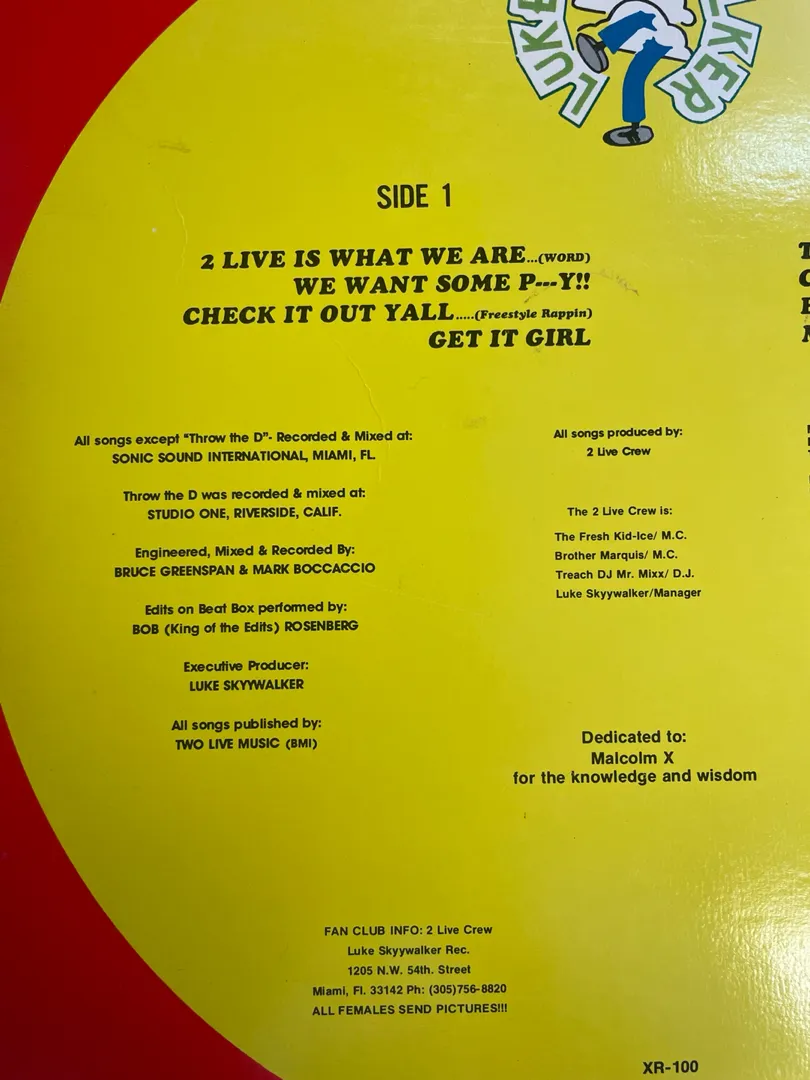 LUKE LKER
SIDE 1
2 LIVE IS WHAT WE ARE...(WORD)
WE WANT SOME P---Y!!
CHECK IT OUT YALL.....(Freestyle Rappin)
GET IT GIRL
All songs except "Throw the D"- Recorded & Mixed at:
SONIC SOUND INTERNATIONAL, MIAMI, FL.
Throw the D was recorded & mixed at:
STUDIO ONE, RIVERSIDE, CALIF.
Engineered, Mixed & Recorded By:
BRUCE GREENSPAN & MARK BOCCACCIO
Edits on Beat Box performed by:
BOB (King of the Edits) ROSENBERG
Executive Producer:
LUKE SKYYWALKER
All songs published by:
TWO LIVE MUSIC (BMI)
All songs produced by:
2 Live Crew
The 2 Live Crew is:
The Fresh Kid-Ice/ M.C.
Brother Marquis/ M.C.
Treach DJ Mr. Mixx/ D.J.
Luke Skyywalker/Manager
Dedicated to:
Malcolm X
for the knowledge and wisdom
FAN CLUB INFO: 2 Live Crew
Luke Skyywalker Rec.
1205 N.W. 54th. Street
Miami, Fl. 33142 Ph: (305)756-8820
ALL FEMALES SEND PICTURES!!!
XR-100